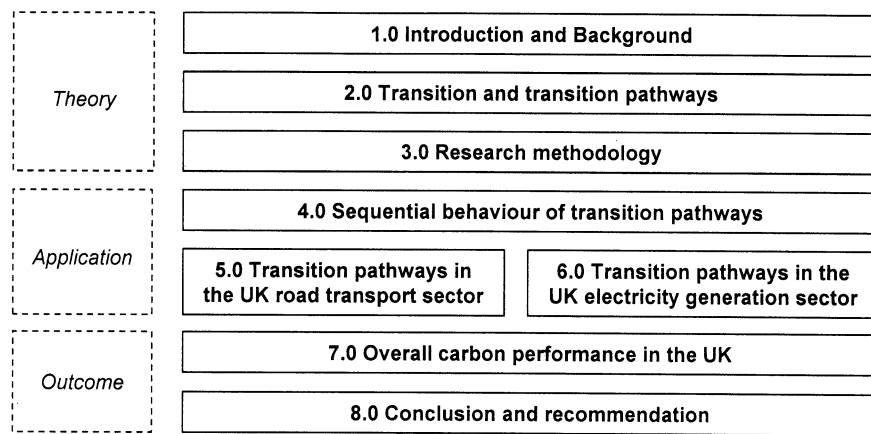 Theory
1.0 Introduction and Background
2.0 Transition and transition pathways
3.0 Research methodology
Application
4.0 Sequential behaviour of transition pathways
5.0 Transition pathways in
the UK road transport sector
6.0 Transition pathways in the
UK electricity generation sector
Outcome
7.0 Overall carbon performance in the UK
8.0 Conclusion and recommendation